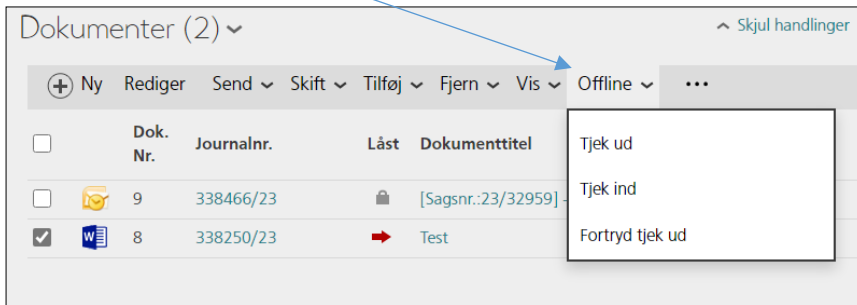 Dokumenter (2)
Skjul handlinger
Ny Rediger Send Skift Tilføj Fjern Vis Offline ...
Dok. Nr. Journalnr. Låst Dokumenttitel
9 338466/23 [Sagsnr.:23/32959] -
8 338250/23 Test
Tjek ud
Tjek ind
Fortryd tjek ud